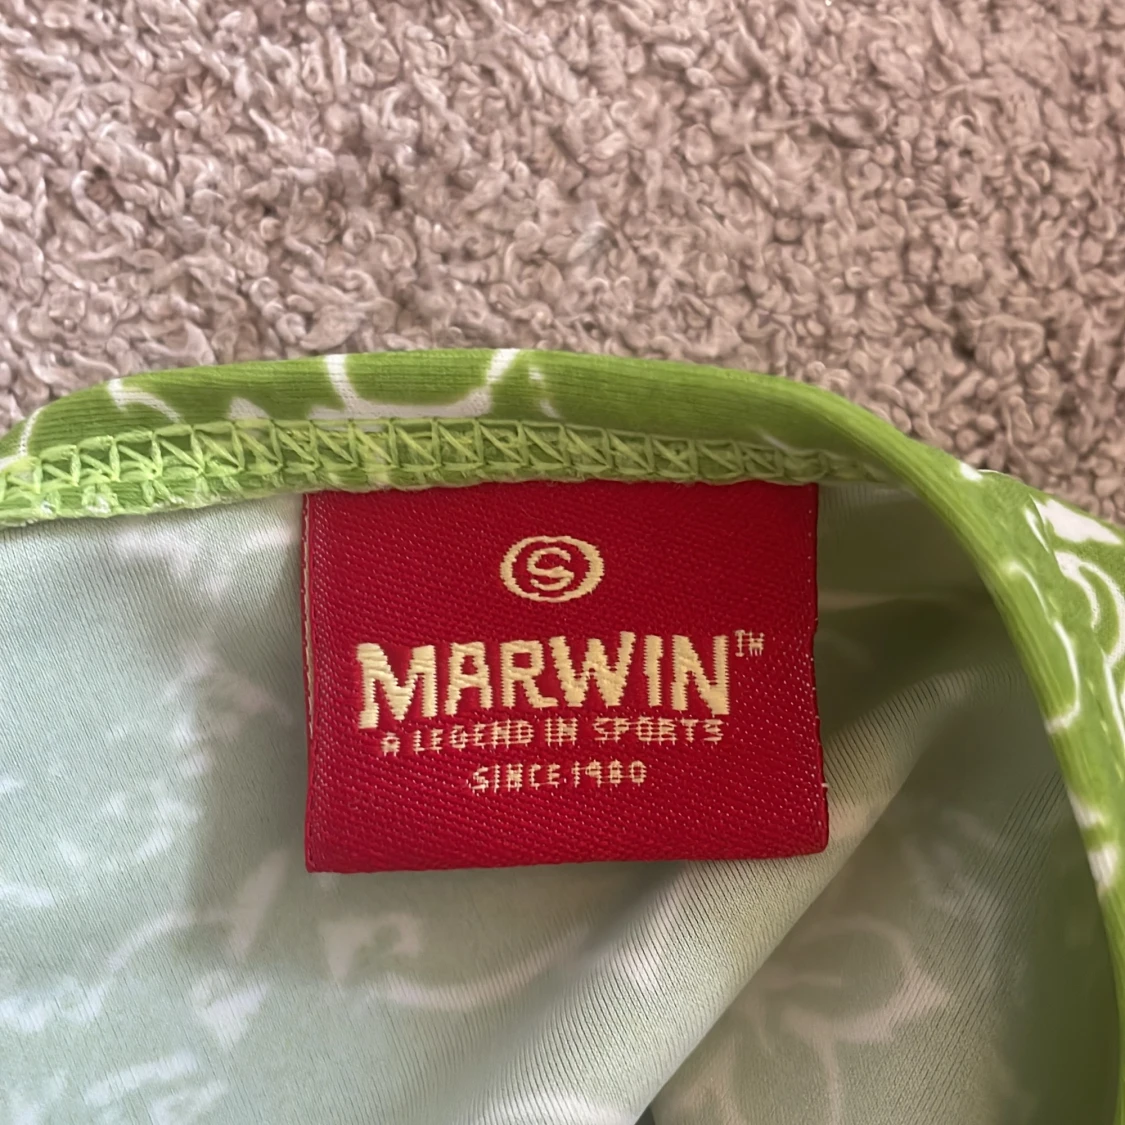 S
MARWIN™
A LEGEND IN SPORTS
SINCE 1980